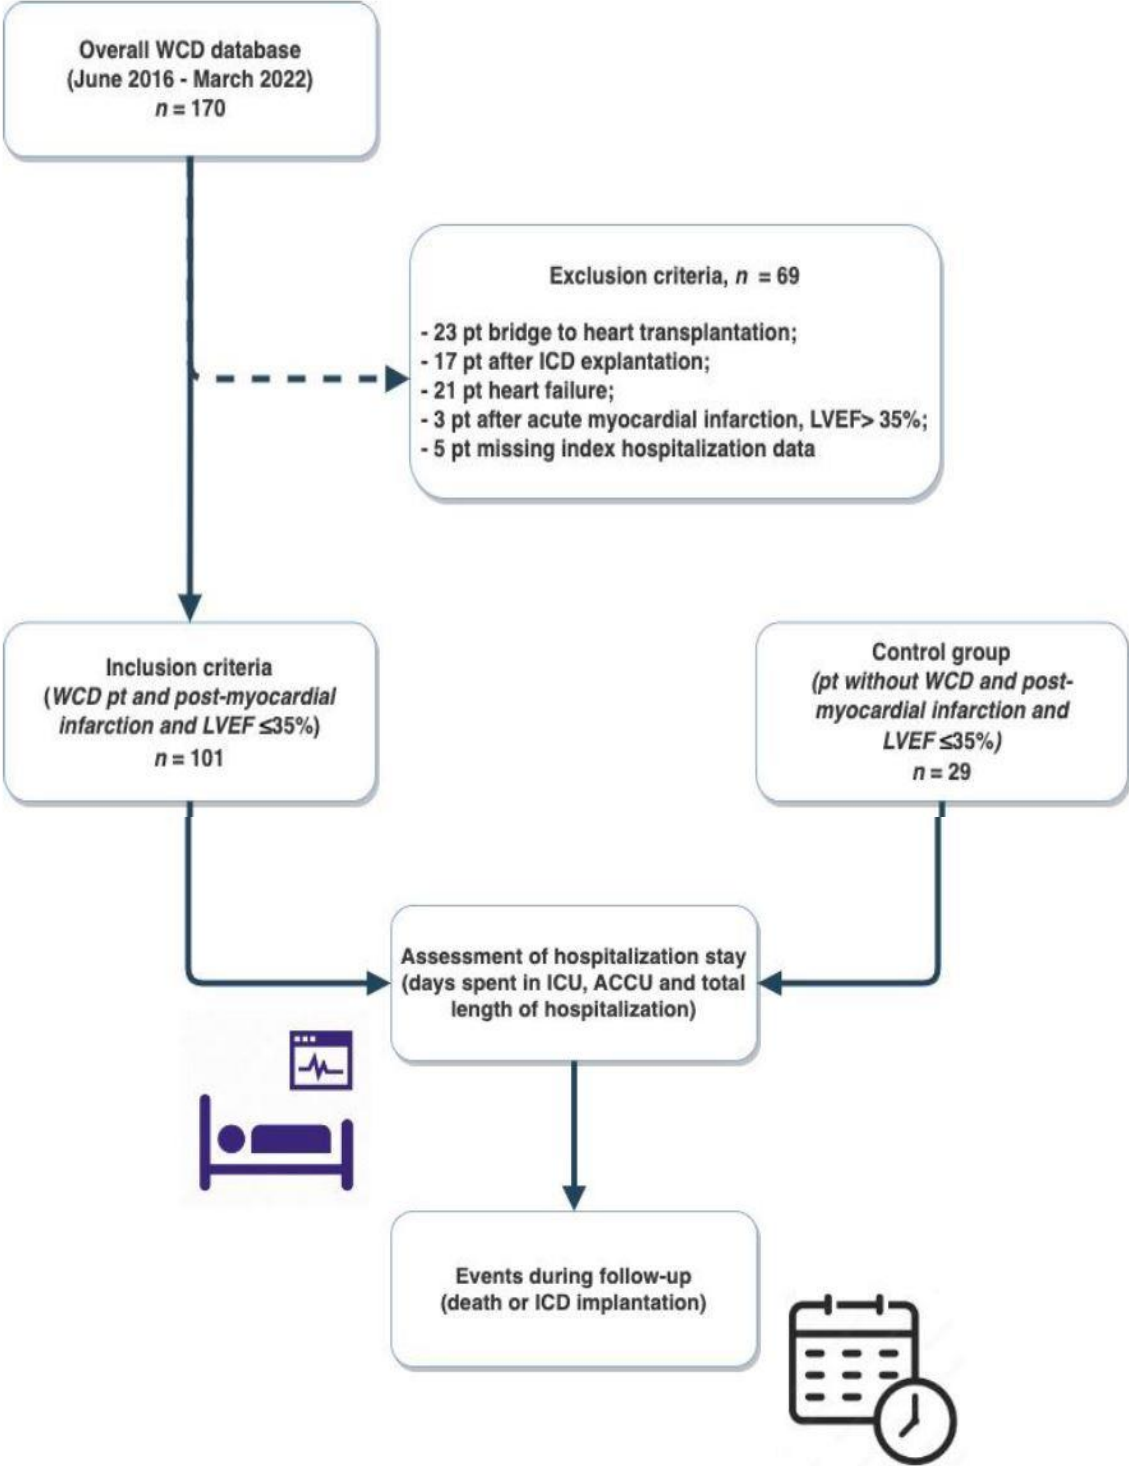 Overall WCD database
(June 2016 - March 2022)
n = 170
Exclusion criteria, n = 69
- 23 pt bridge to heart transplantation;
- 17 pt after ICD explantation;
- 21 pt heart failure;
- 3 pt after acute myocardial infarction, LVEF> 35%;
- 5 pt missing index hospitalization data
Inclusion criteria
(WCD pt and post-myocardial
infarction and LVEF ≤35%)
n = 101
Control group
(pt without WCD and post-
myocardial infarction and
LVEF ≤35%)
n = 29
Assessment of hospitalization stay
(days spent in ICU, ACCU and total
length of hospitalization)
Events during follow-up
(death or ICD implantation)